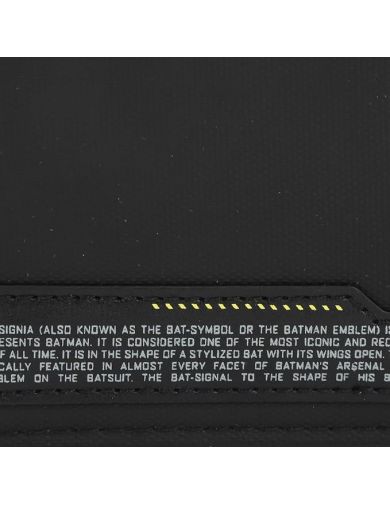 SIGNIA (ALSO KNOWN AS THE BAT-SYMBOL OR THE BATMAN EMBLEM) IS
ESENTS BATMAN. IT IS CONSIDERED ONE OF THE MOST ICONIC AND REC
F ALL TIME. IT IS IN THE SHAPE OF A STYLIZED BAT WITH ITS WINGS OPEN. T
CALLY FEATURED IN ALMOST EVERY FACET OF BATMAN'S ARSENAL
BLEM ON THE BATSUIT. THE BAT-SIGNAL TO THE SHAPE OF HIS B